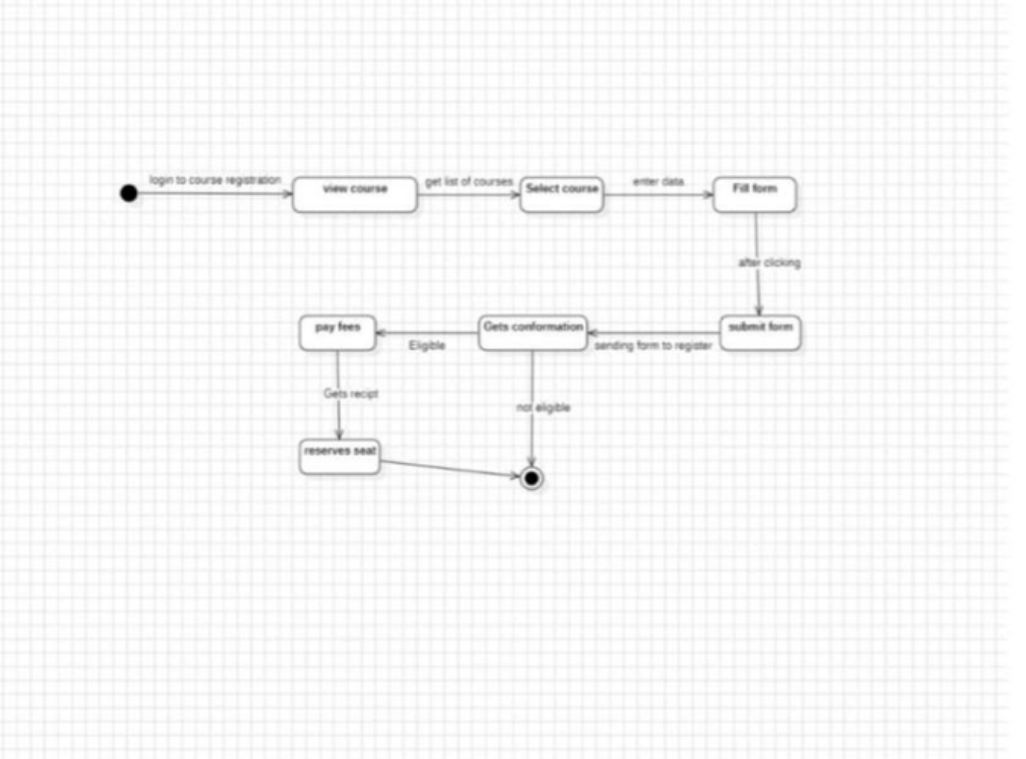 login to course registration
view course
get list of courses
Select course
enter data
Fill form
after clicking
pay fees
Eligible
Gets conformation
sending form to register
submit form
Gets recipt
not eligible
reserves seat